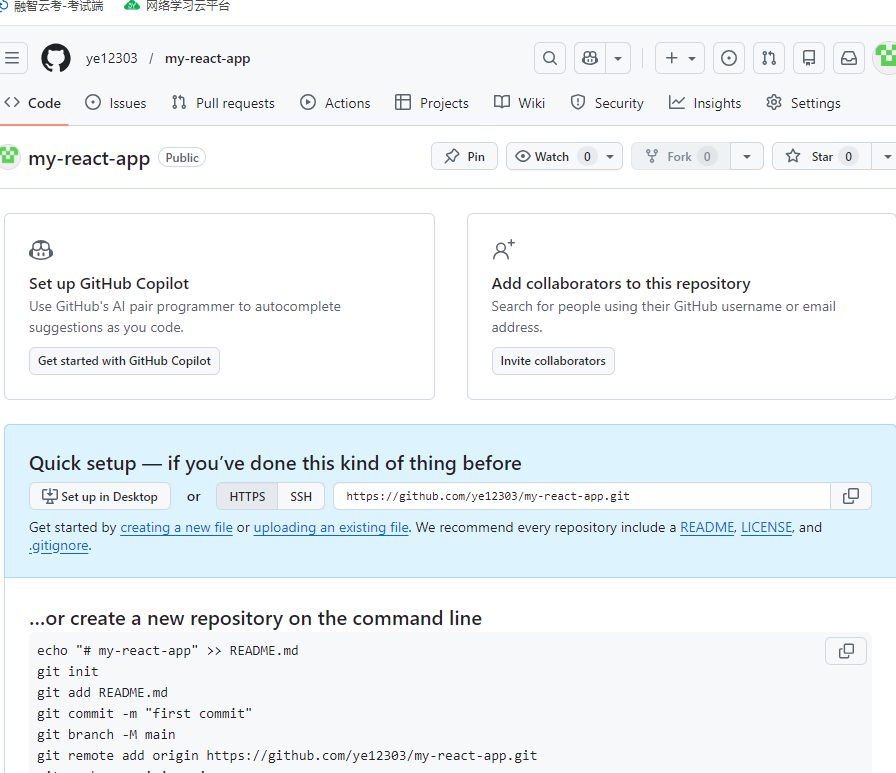 融智云考-考试端 网络学习云平台
ye12303 / my-react-app
Code Issues Pull requests Actions Projects Wiki Security Insights Settings
my-react-app Public Pin Watch 0 Fork 0 Star 0
Set up GitHub Copilot
Use GitHub's AI pair programmer to autocomplete
suggestions as you code.
Get started with GitHub Copilot
Add collaborators to this repository
Search for people using their GitHub username or email
address.
Invite collaborators
Quick setup — if you've done this kind of thing before
Set up in Desktop or HTTPS SSH https://github.com/ye12303/my-react-app.git
Get started by creating a new file or uploading an existing file. We recommend every repository include a README, LICENSE, and
.gitignore.
…or create a new repository on the command line
echo "# my-react-app" >> README.md
git init
git add README.md
git commit -m "first commit"
git branch -M main
git remote add origin https://github.com/ye12303/my-react-app.git